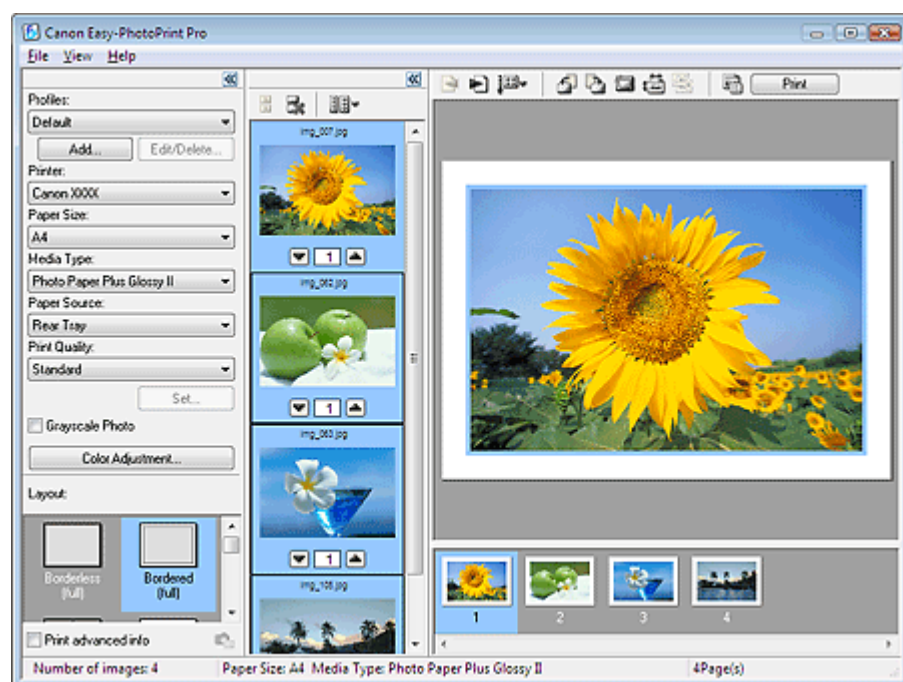 Canon Easy-PhotoPrint Pro
File View Help
Profiles:
Default
Add... Edit/Delete...
Printer:
Canon XXXX
Paper Size:
A4
Media Type:
Photo Paper Plus Glossy II
Paper Source:
Rear Tray
Print Quality:
Standard
Set...
Grayscale Photo
Color Adjustment...
Layout:
Borderless (full)
Bordered (full)
Print advanced info
img_007.jpg
1
img_062.jpg
1
img_063.jpg
1
img_108.jpg
Print
1 2 3 4
Number of images: 4 Paper Size: A4 Media Type: Photo Paper Plus Glossy II 4Page(s)